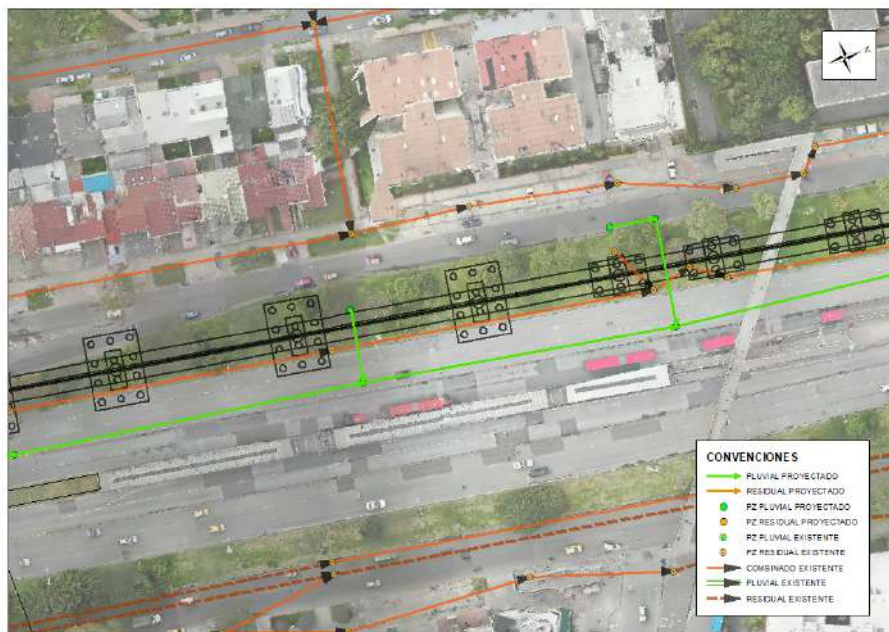 CONVENCIONES
PLUVIAL PROYECTADO
RESIDUAL PROYECTADO
PZ PLUVIAL PROYECTADO
PZ RESIDUAL PROYECTADO
PZ PLUVIAL EXISTENTE
PZ RESIDUAL EXISTENTE
COMBINADO EXISTENTE
PLUVIAL EXISTENTE
RESIDUAL EXISTENTE